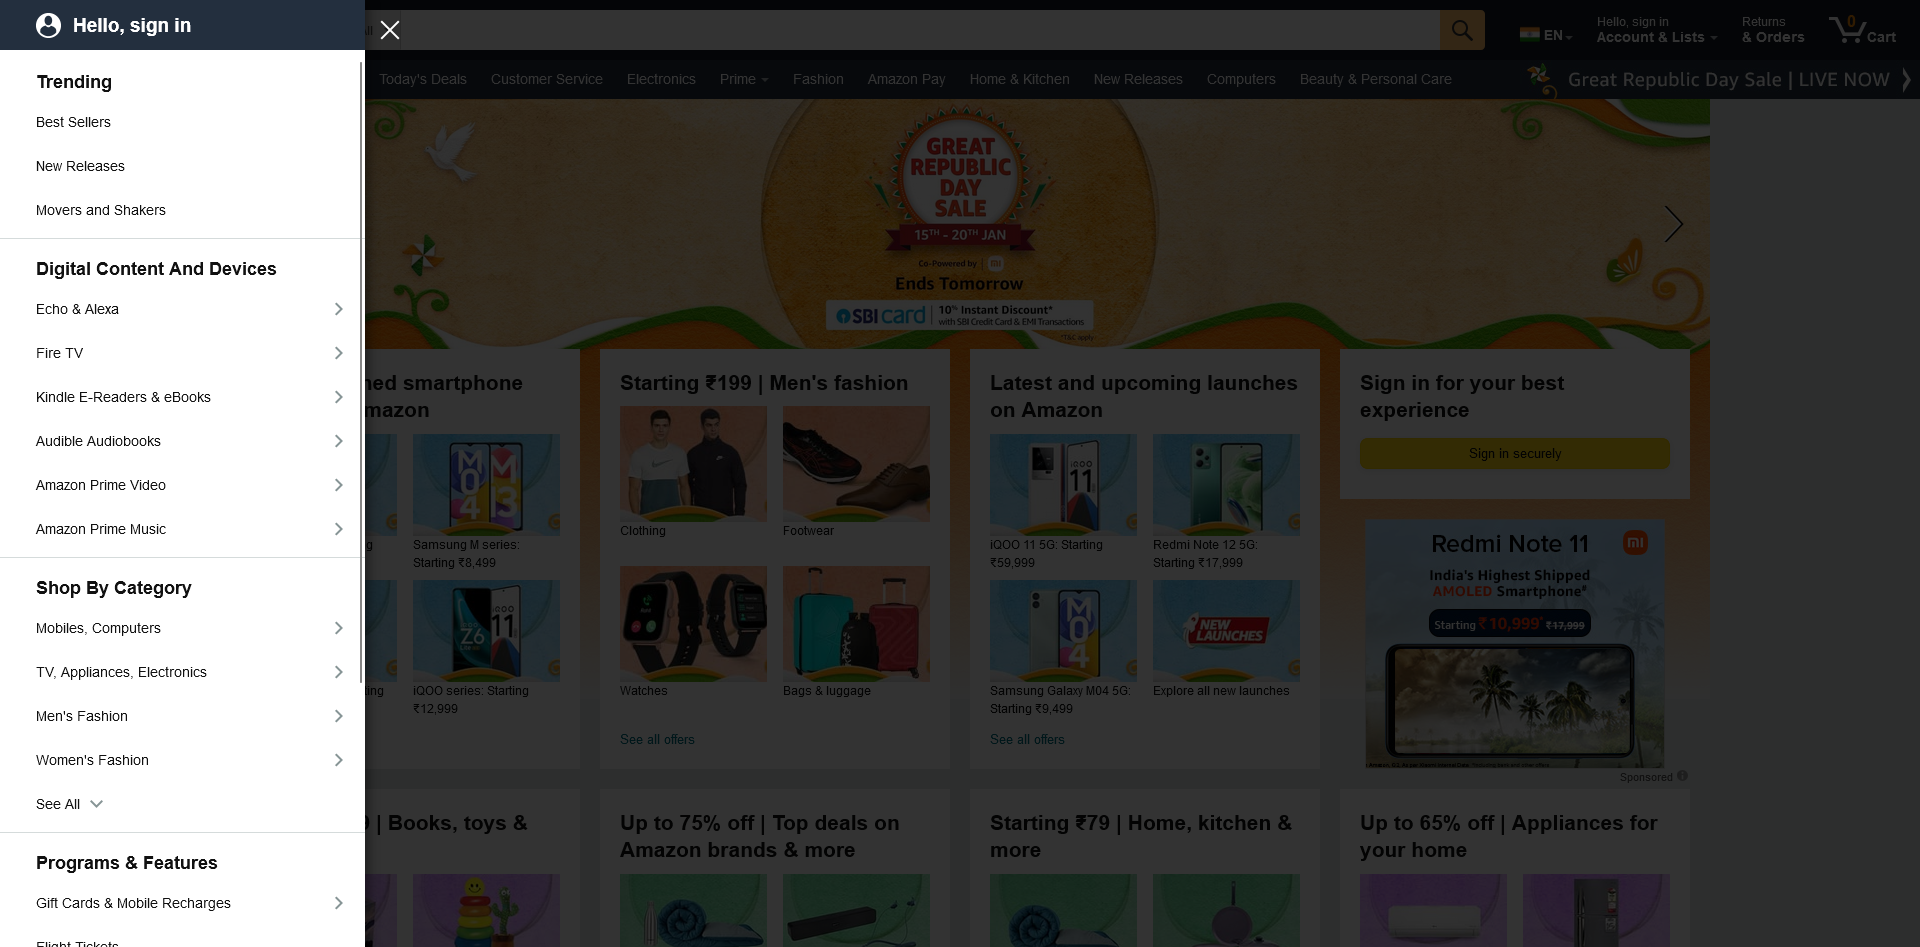 Hello, sign in
EN
Hello, sign in
Account & Lists
Returns
& Orders
0
Cart
Today's Deals
Customer Service
Electronics
Prime
Fashion
Amazon Pay
Home & Kitchen
New Releases
Computers
Beauty & Personal Care
Great Republic Day Sale | LIVE NOW
Trending
Best Sellers
New Releases
Movers and Shakers
Digital Content And Devices
Echo & Alexa
Fire TV
Kindle E-Readers & eBooks
Audible Audiobooks
Amazon Prime Video
Amazon Prime Music
Shop By Category
Mobiles, Computers
TV, Appliances, Electronics
Men's Fashion
Women's Fashion
See All
Programs & Features
Gift Cards & Mobile Recharges
Flight Tickets
GREAT
REPUBLIC
DAY
SALE
15TH - 20TH JAN
Co-Powered by mi
Ends Tomorrow
SBI card
10% Instant Discount*
with SBI Credit Card & EMI Transactions
*T&C apply
smartphone
M04
M13
Samsung M series:
Starting ₹8,499
Z6
iQOO
11
iQOO series: Starting
₹12,999
Starting ₹199 | Men's fashion
Clothing
Footwear
Watches
Bags & luggage
See all offers
Latest and upcoming launches
on Amazon
iQOO
11
iQOO 11 5G: Starting
₹59,999
Redmi Note 12 5G:
Starting ₹17,999
M04
Samsung Galaxy M04 5G:
Starting ₹9,499
NEW
LAUNCHES
Explore all new launches
See all offers
Sign in for your best
experience
Sign in securely
Redmi Note 11
mi
India's Highest Shipped
AMOLED Smartphone#
Starting ₹10,999* ₹17,999
Sponsored
| Books, toys &
Up to 75% off | Top deals on
Amazon brands & more
Starting ₹79 | Home, kitchen &
more
Up to 65% off | Appliances for
your home